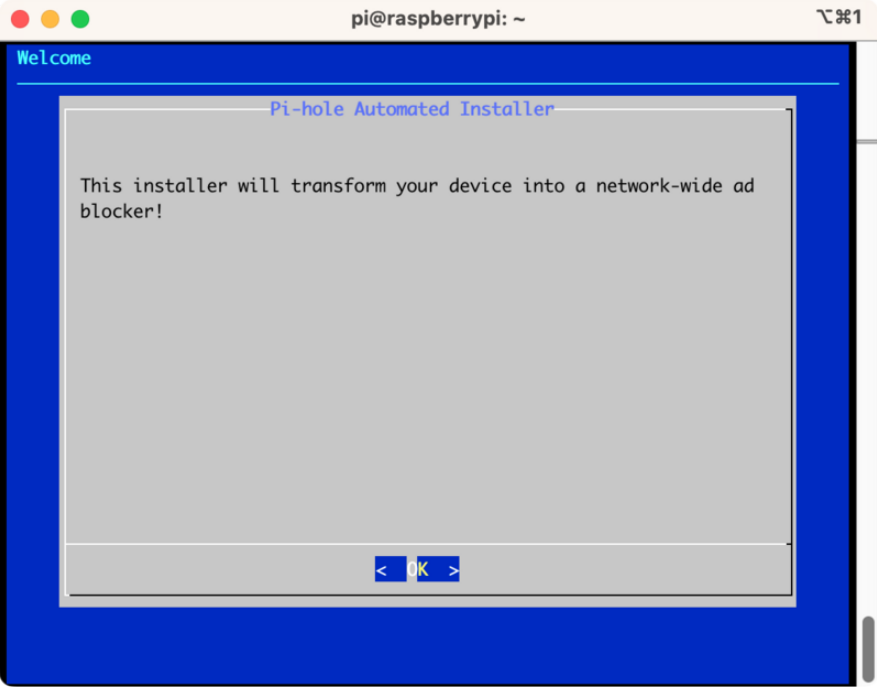 pi@raspberrypi: ~
⌥⌘1
Welcome
Pi-hole Automated Installer
This installer will transform your device into a network-wide ad
blocker!
< OK >